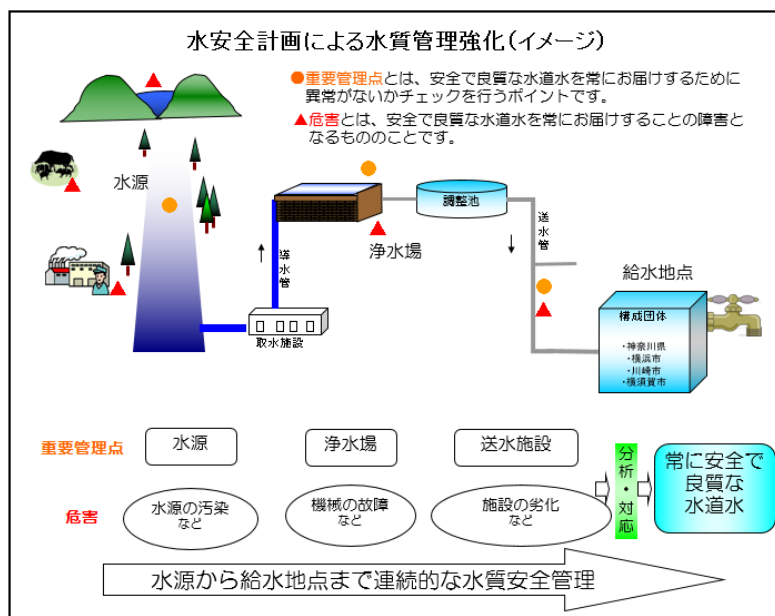 水安全計画による水質管理強化(イメージ)
●重要管理点とは、安全で良質な水道水を常にお届けするために
異常がないかチェックを行うポイントです。
▲危害とは、安全で良質な水道水を常にお届けすることの障害と
なるもののことです。
水源
導水管
取水施設
浄水場
調整池
送水管
給水地点
構成団体
・神奈川県
・横浜市
・川崎市
・横須賀市
重要管理点
水源
浄水場
送水施設
危害
水源の汚染
など
機械の故障
など
施設の劣化
など
分析・対応
常に安全で
良質な
水道水
水源から給水地点まで連続的な水質安全管理